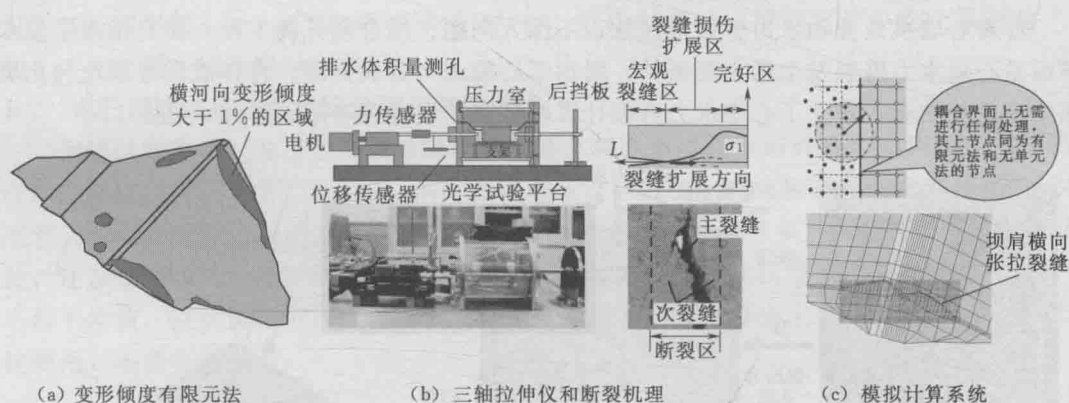 横河向变形倾度
大于1%的区域
排水体积量测孔
力传感器
电机
压力室
后挡板
位移传感器
光学试验平台
裂缝损伤
扩展区
宏观
裂缝区
完好区
σ1
L
裂缝扩展方向
主裂缝
次裂缝
断裂区
耦合界面上无需
进行任何处理,
其上节点同为有
限元法和无单元
法的节点
坝肩横向
张拉裂缝
(a) 变形倾度有限元法
(b) 三轴拉伸仪和断裂机理
(c) 模拟计算系统